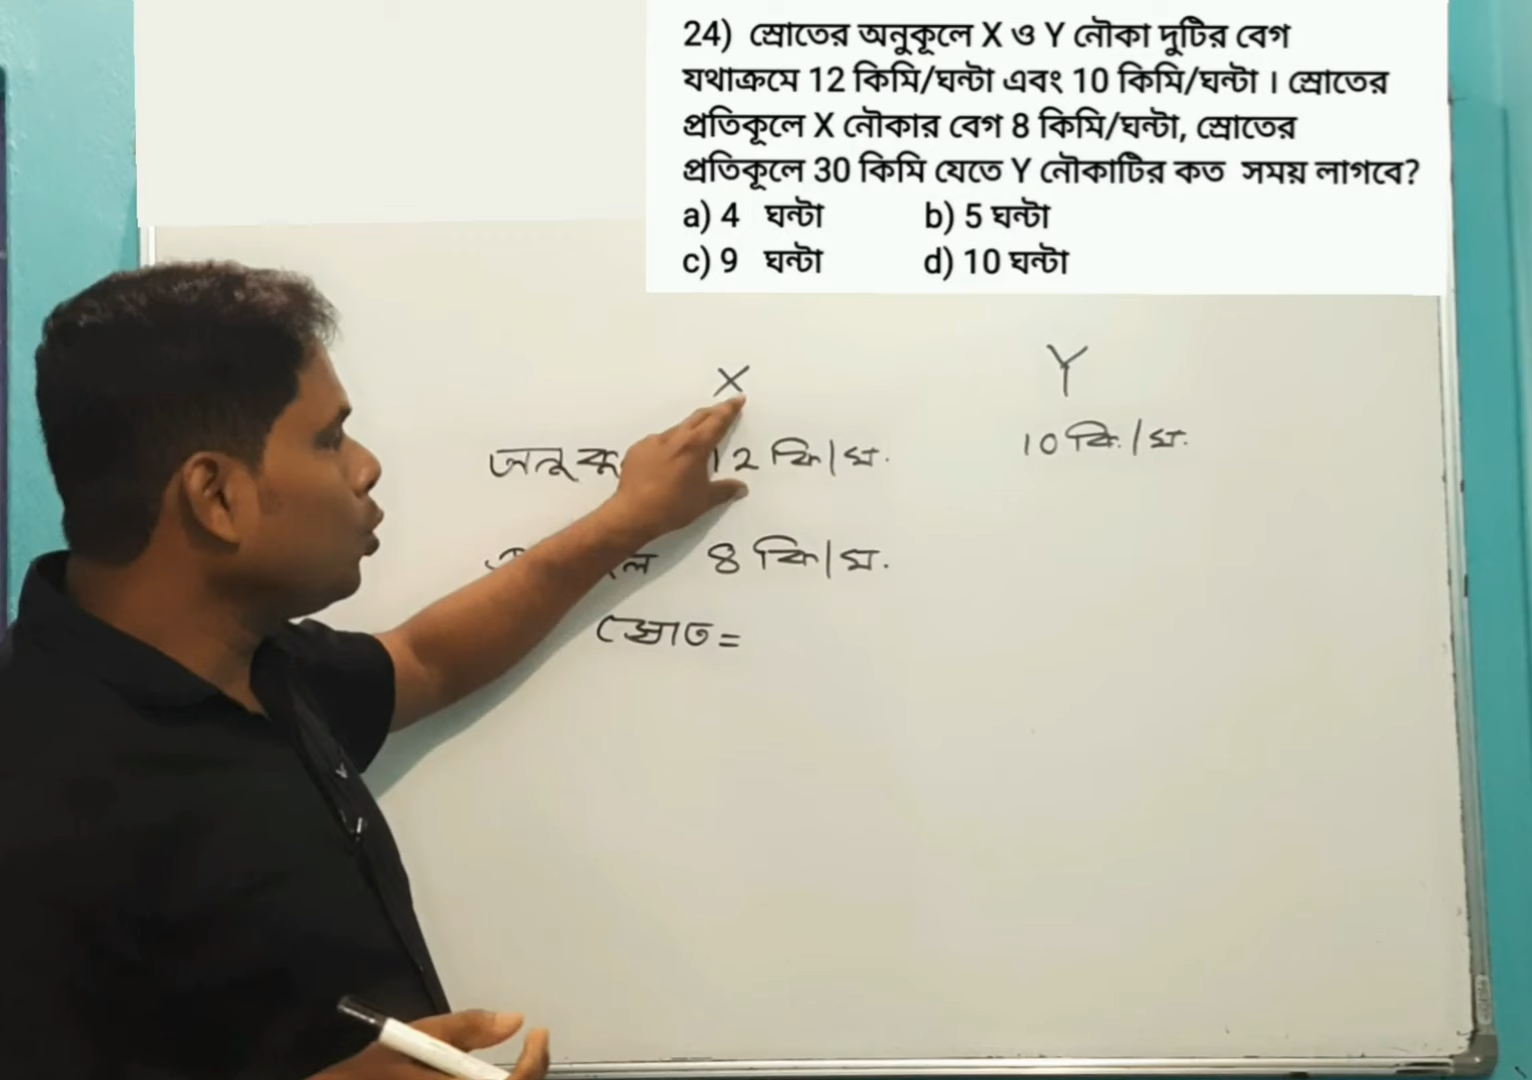 24) স্রোতের অনুকূলে X ও Y নৌকা দুটির বেগ
যথাক্রমে 12 কিমি/ঘন্টা এবং 10 কিমি/ঘন্টা । স্রোতের
প্রতিকূলে X নৌকার বেগ 8 কিমি/ঘন্টা, স্রোতের
প্রতিকূলে 30 কিমি যেতে Y নৌকাটির কত সময় লাগবে?
a) 4 ঘন্টা b) 5 ঘন্টা
c) 9 ঘন্টা d) 10 ঘন্টা
X Y
12 কি/ঘ. 10 কি./ঘ.
8 কি/ঘ.
স্রোত =